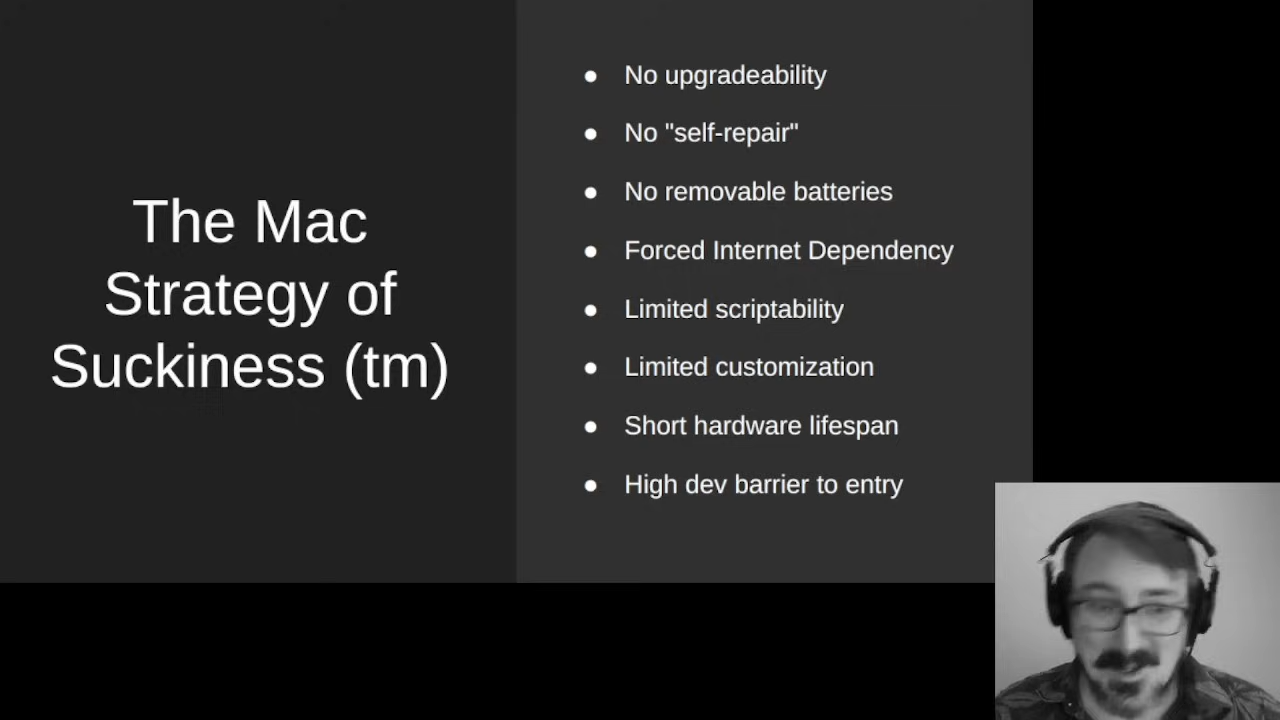 The Mac
Strategy of
Suckiness (tm)
● No upgradeability
● No "self-repair"
● No removable batteries
● Forced Internet Dependency
● Limited scriptability
● Limited customization
● Short hardware lifespan
● High dev barrier to entry